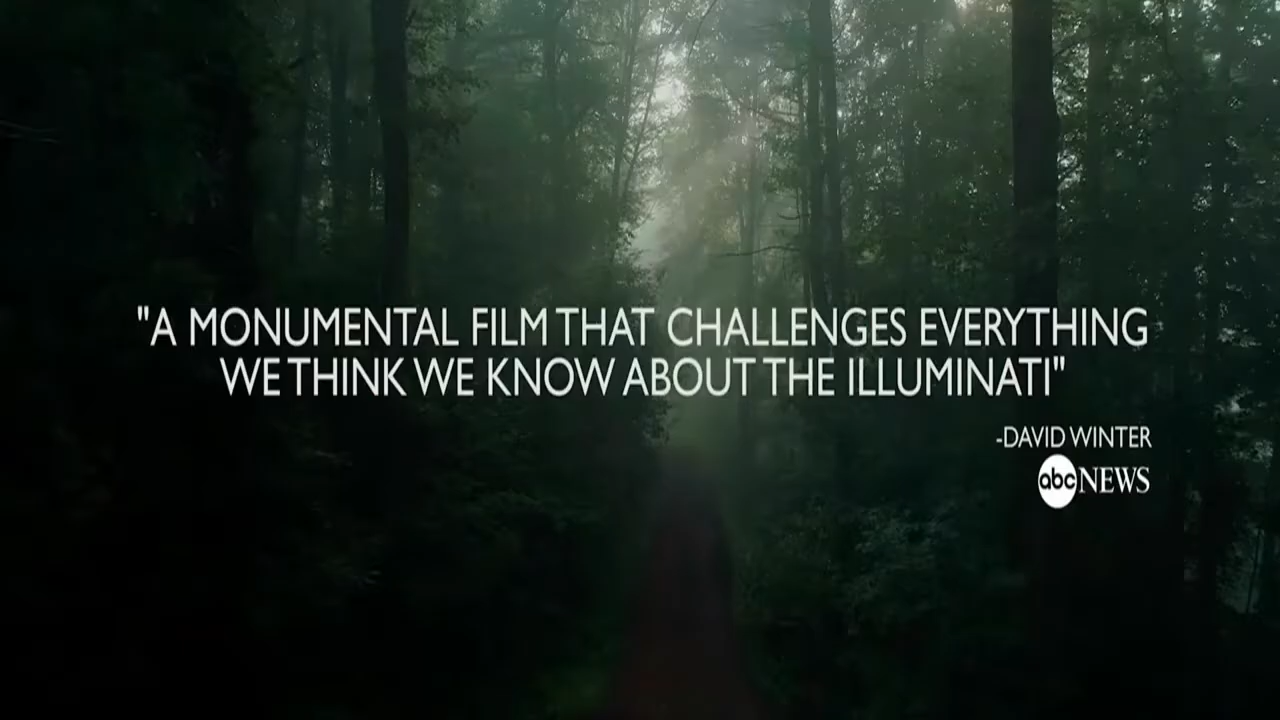 "A MONUMENTAL FILM THAT CHALLENGES EVERYTHING
WE THINK WE KNOW ABOUT THE ILLUMINATI"
-DAVID WINTER
abc NEWS